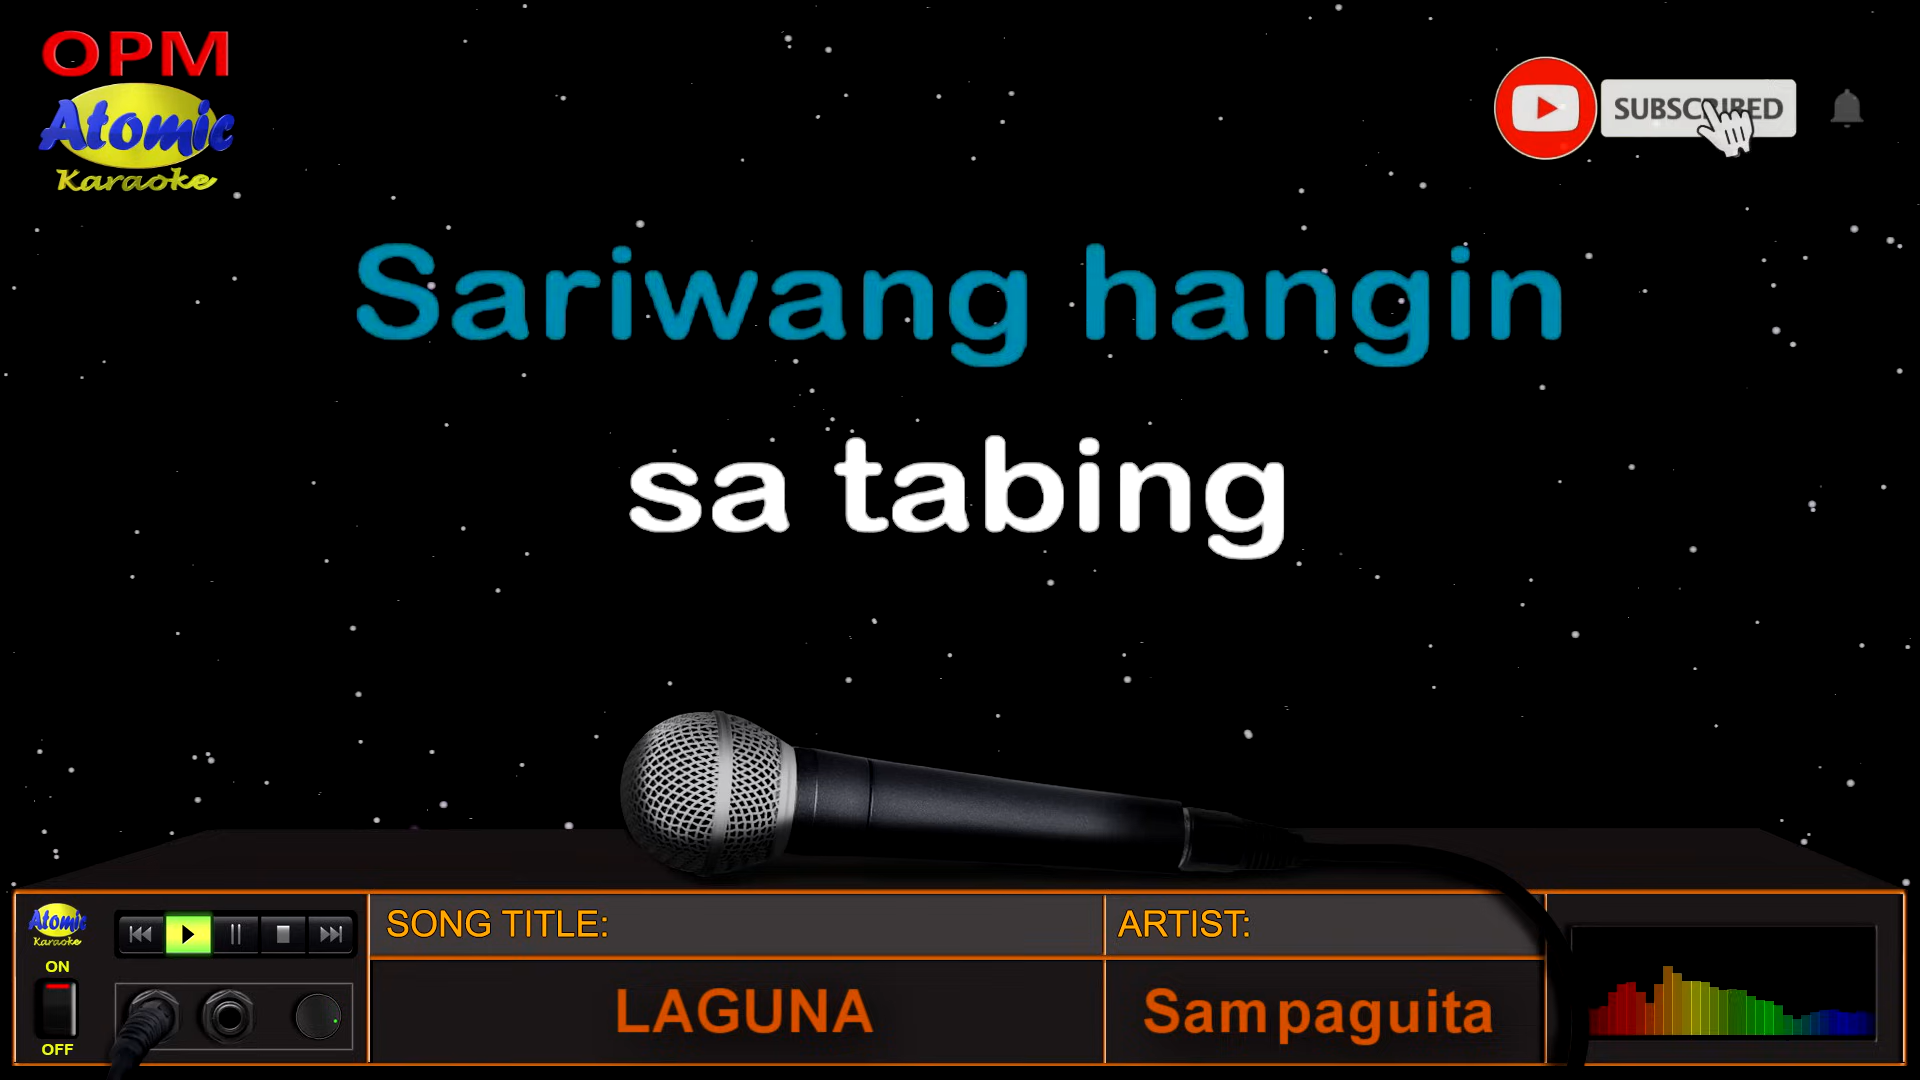 OPM
Atomic
Karaoke
SUBSCRIBED
Sariwang hangin
sa tabing
Atomic
Karaoke
ON
OFF
SONG TITLE:
LAGUNA
ARTIST:
Sampaguita